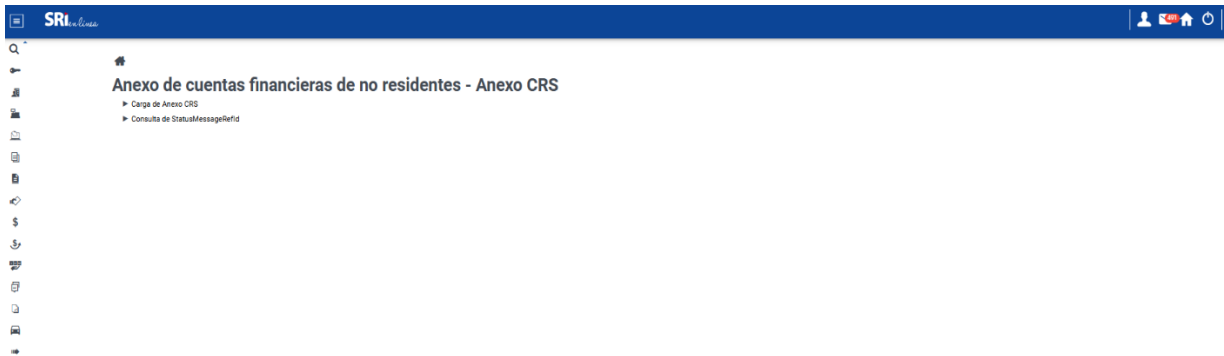 SRI en línea
491
Anexo de cuentas financieras de no residentes - Anexo CRS
Carga de Anexo CRS
Consulta de StatusMessageRefId